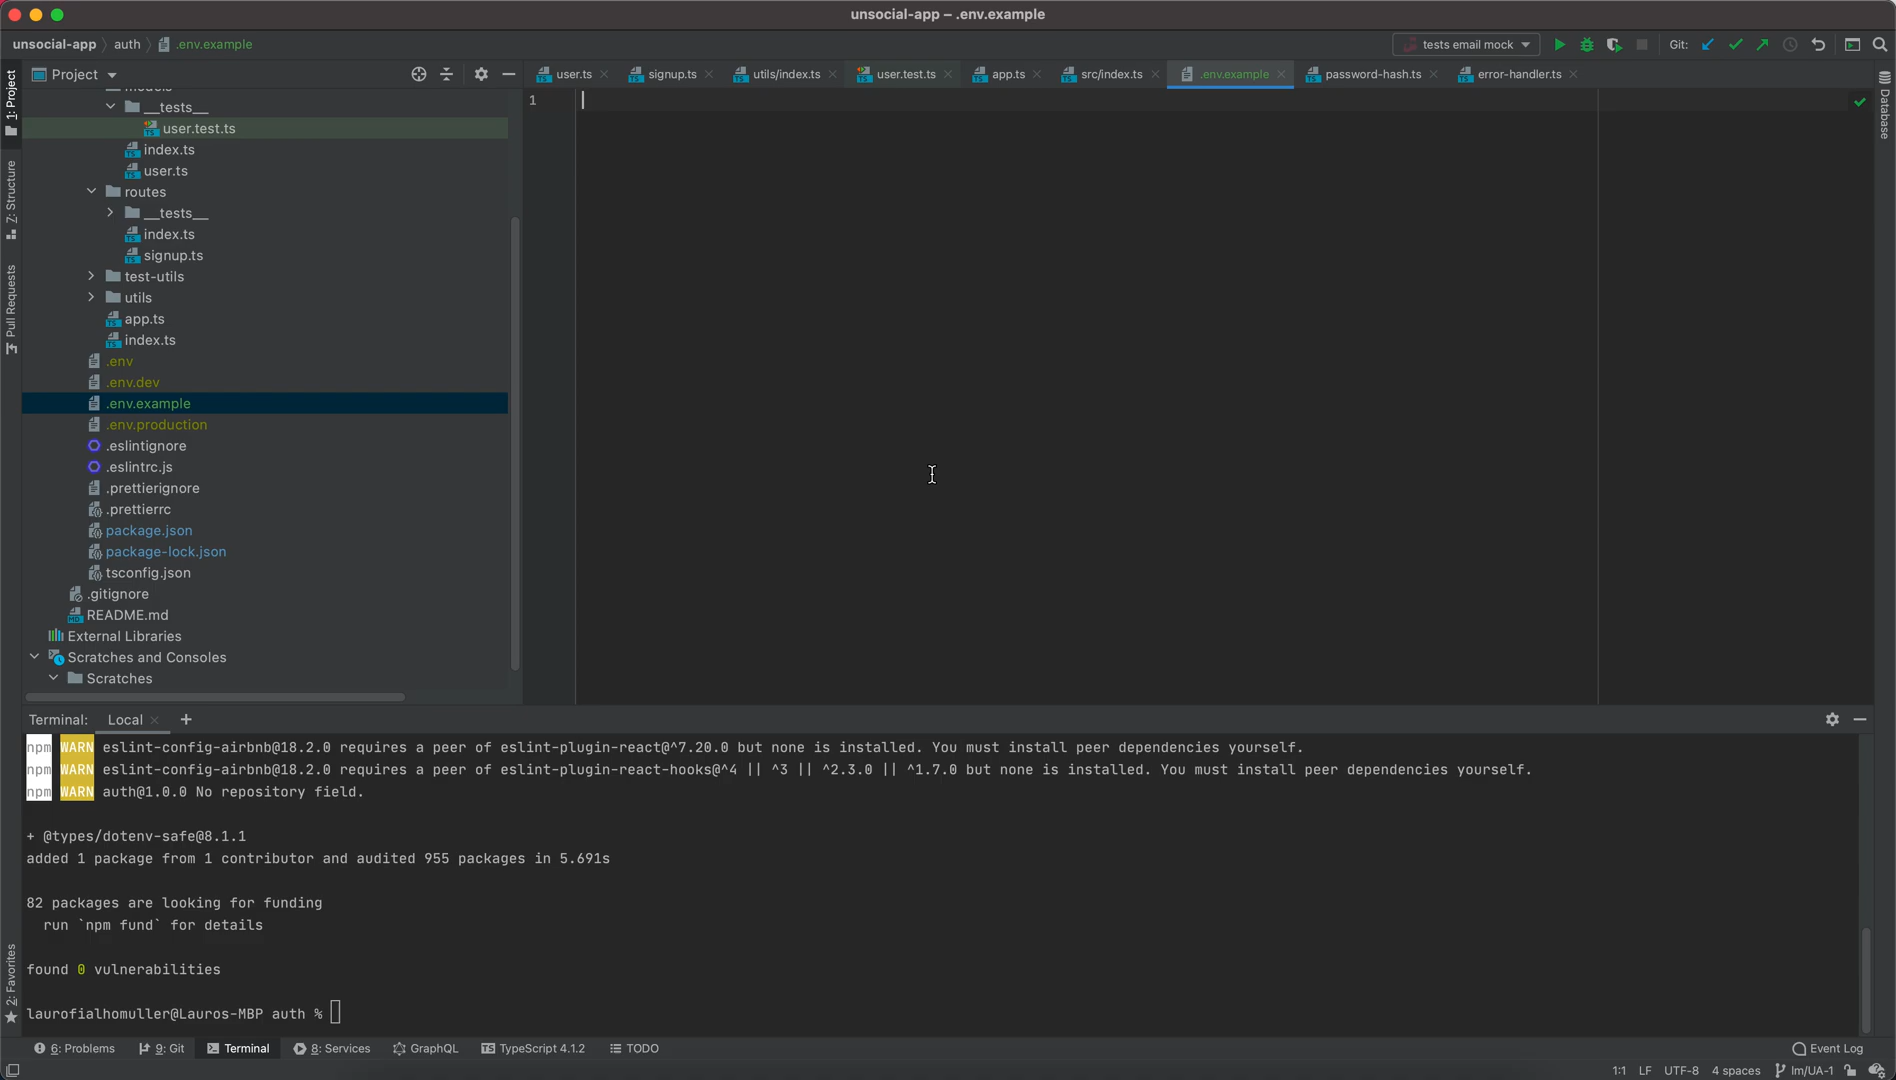 unsocial-app – .env.example
unsocial-app
auth
.env.example
tests email mock
Git:
1: Project
Project
user.ts
signup.ts
utils/index.ts
user.test.ts
app.ts
src/index.ts
.env.example
password-hash.ts
error-handler.ts
Database
Z: Structure
Pull Requests
2: Favorites
models
__tests__
user.test.ts
index.ts
user.ts
routes
__tests__
index.ts
signup.ts
test-utils
utils
app.ts
index.ts
.env
.env.dev
.env.example
.env.production
.eslintignore
.eslintrc.js
.prettierignore
.prettierrc
package.json
package-lock.json
tsconfig.json
.gitignore
README.md
External Libraries
Scratches and Consoles
Scratches
1
Terminal:
Local
npm WARN eslint-config-airbnb@18.2.0 requires a peer of eslint-plugin-react@^7.20.0 but none is installed. You must install peer dependencies yourself.
npm WARN eslint-config-airbnb@18.2.0 requires a peer of eslint-plugin-react-hooks@^4 || ^3 || ^2.3.0 || ^1.7.0 but none is installed. You must install peer dependencies yourself.
npm WARN auth@1.0.0 No repository field.
+ @types/dotenv-safe@8.1.1
added 1 package from 1 contributor and audited 955 packages in 5.691s
82 packages are looking for funding
run `npm fund` for details
found 0 vulnerabilities
laurofialhomuller@Lauros-MBP auth %
6: Problems
9: Git
Terminal
8: Services
GraphQL
TypeScript 4.1.2
TODO
Event Log
1:1
LF
UTF-8
4 spaces
lm/UA-1